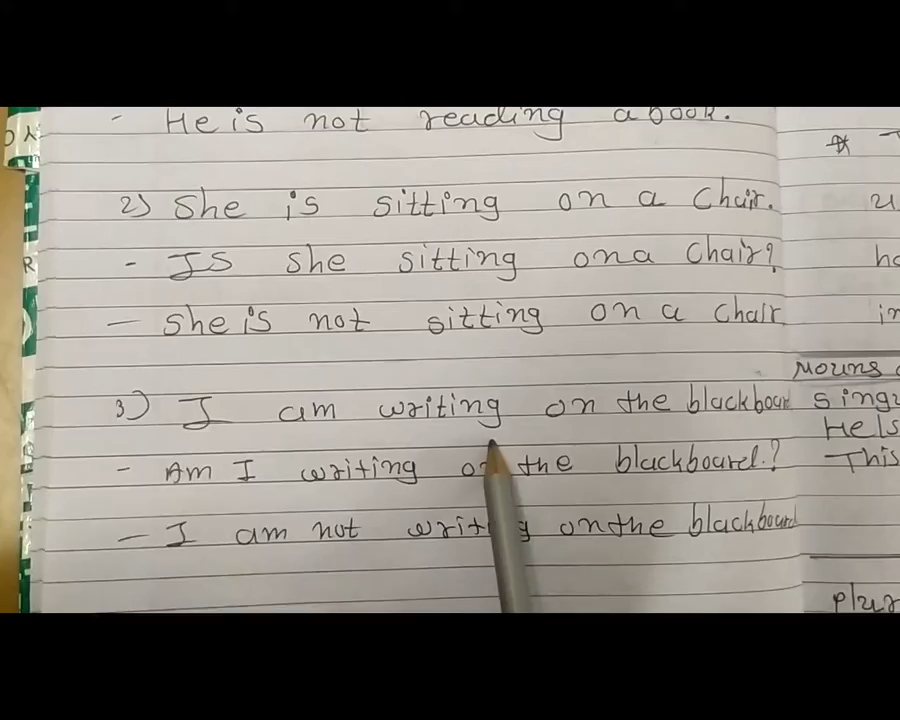 - He is not reading a book.
2) She is sitting on a Chair.
- Is she sitting on a Chair?
- She is not sitting on a chair
3) I am writing on the blackboar
- Am I writing on the blackboard.?
- I am not writing on the blackboard
Nouns
sing
He is
This